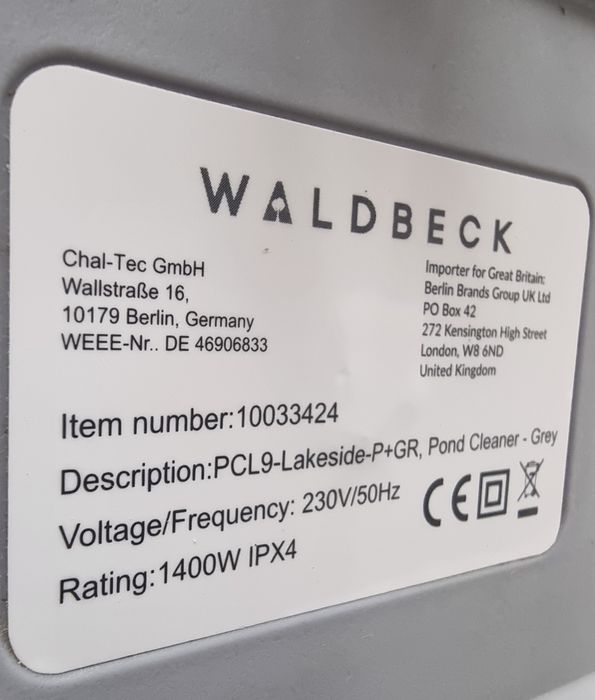 WALDBECK
Chal-Tec GmbH
Wallstraße 16,
10179 Berlin, Germany
WEEE-Nr.. DE 46906833
Importer for Great Britain:
Berlin Brands Group UK Ltd
PO Box 42
272 Kensington High Street
London, W8 6ND
United Kingdom
Item number:10033424
Description:PCL9-Lakeside-P+GR, Pond Cleaner - Grey
Voltage/Frequency: 230V/50Hz
Rating:1400W IPX4
CE